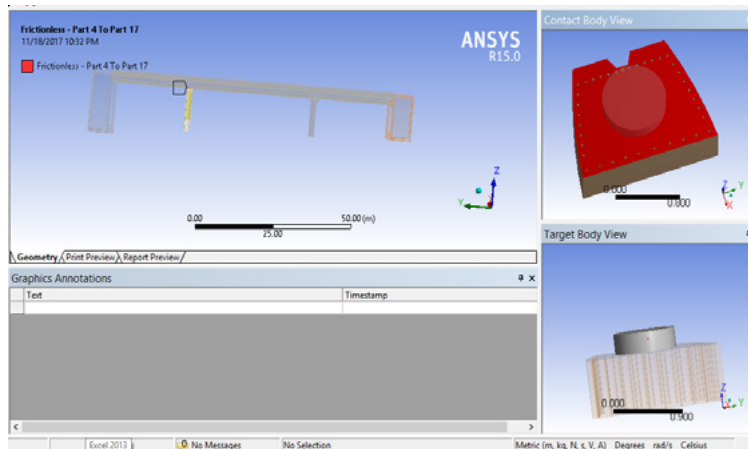 Frictionless - Part 4 To Part 17
11/18/2017 10:32 PM
Frictionless - Part 4 To Part 17
ANSYS
R15.0
Z
Y
0.00
50.00 (m)
25.00
Geometry Print Preview Report Preview
Graphics Annotations
Text
Timestamp
Contact Body View
0.000
0.800
Z
Y
X
Target Body View
0.000
0.900
Z
Y
Excel 2013
No Messages
No Selection
Metric (m, kg, N, s, V, A) Degrees rad/s Celsius